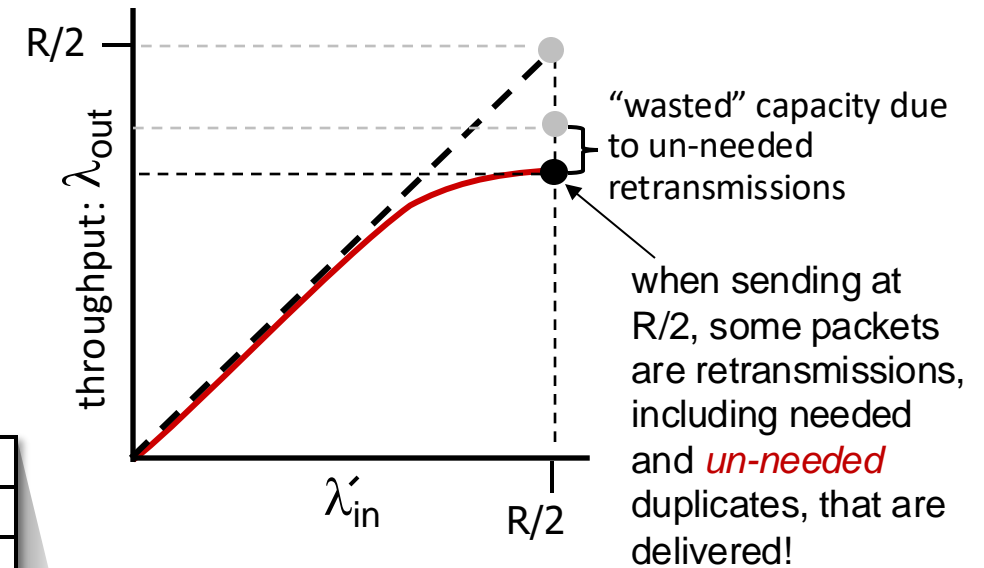 R/2
throughput: λout
“wasted” capacity due
to un-needed
retransmissions
when sending at
R/2, some packets
are retransmissions,
including needed
and un-needed
duplicates, that are
delivered!
λ′in
R/2